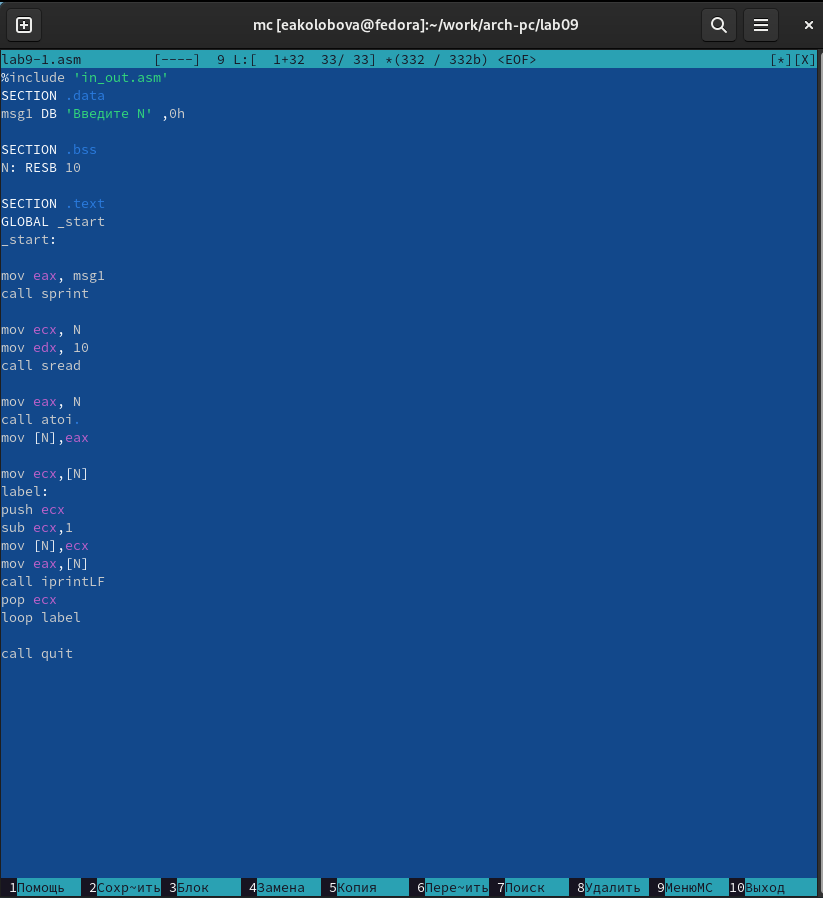 mc [eakolobova@fedora]:~/work/arch-pc/lab09
lab9-1.asm [----] 9 L:[ 1+32 33/ 33] *(332 / 332b) <EOF> [*][X]
%include 'in_out.asm'
SECTION .data
msg1 DB 'Введите N' ,0h
SECTION .bss
N: RESB 10
SECTION .text
GLOBAL _start
_start:
mov eax, msg1
call sprint
mov ecx, N
mov edx, 10
call sread
mov eax, N
call atoi.
mov [N],eax
mov ecx,[N]
label:
push ecx
sub ecx,1
mov [N],ecx
mov eax,[N]
call iprintLF
pop ecx
loop label
call quit
1Помощь 2Сохр~ить 3Блок 4Замена 5Копия 6Пере~ить 7Поиск 8Удалить 9МенюMC 10Выход